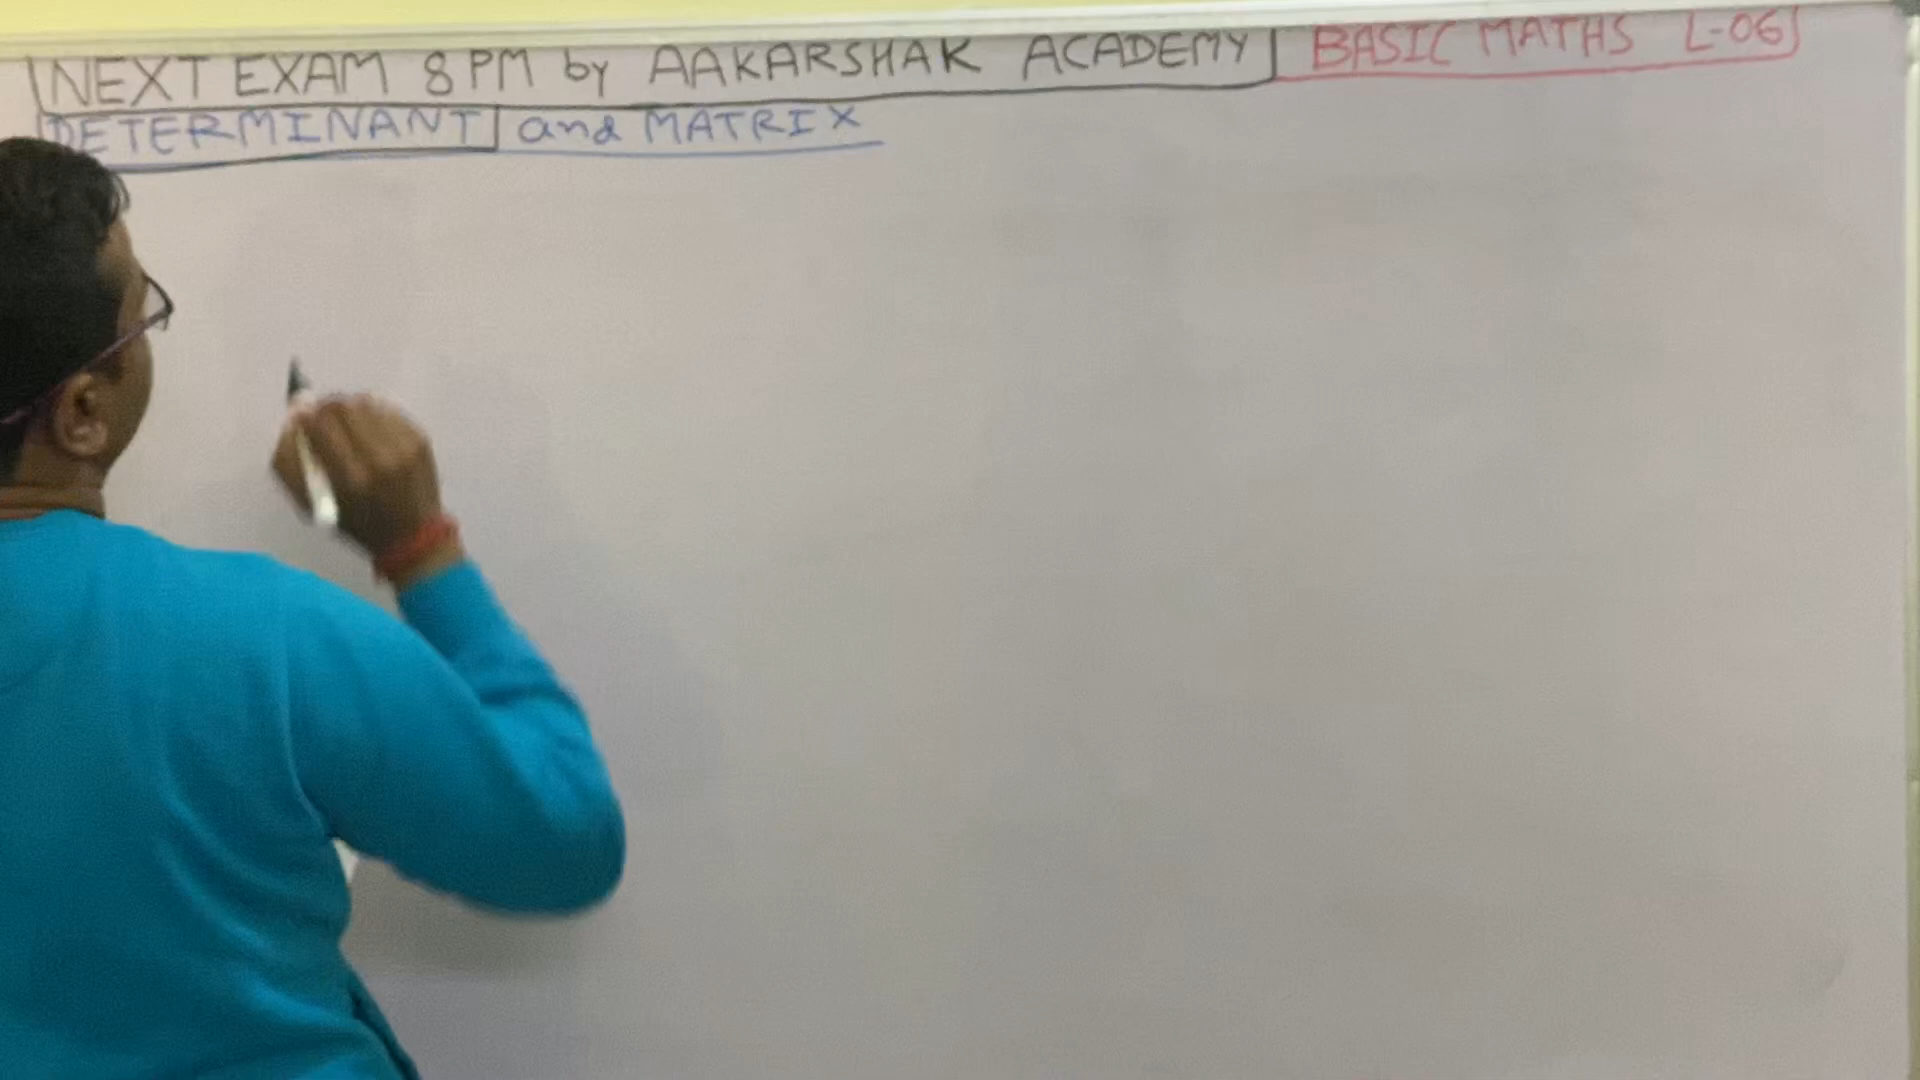 NEXT EXAM 8 PM by AAKARSHAK ACADEMY BASIC MATHS L-06
DETERMINANT and MATRIX